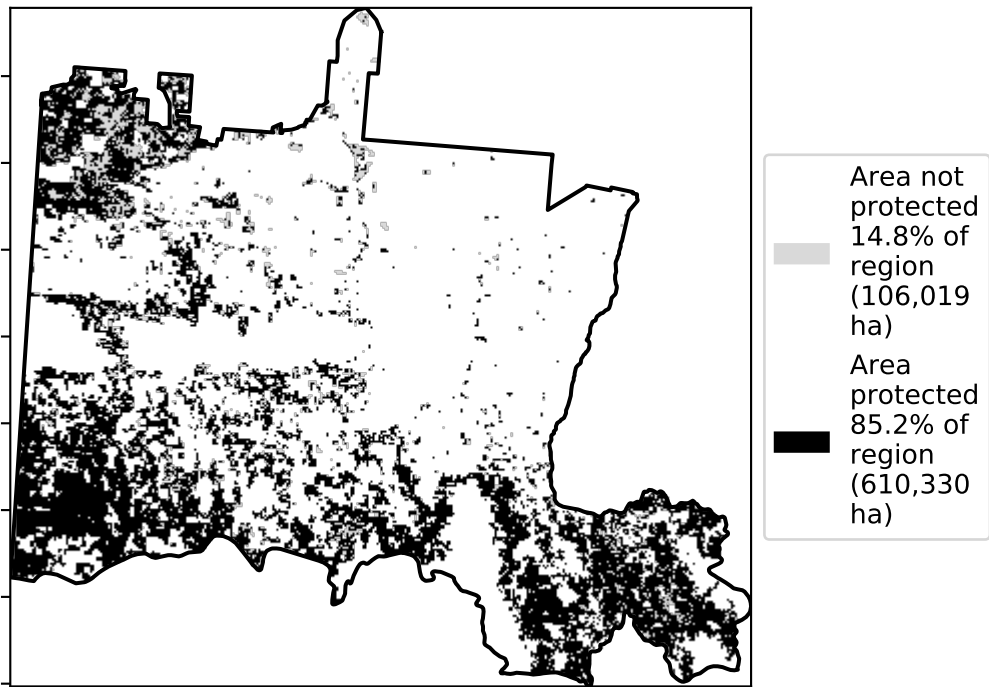 Area not
protected
14.8% of
region
(106,019
ha)
Area
protected
85.2% of
region
(610,330
ha)